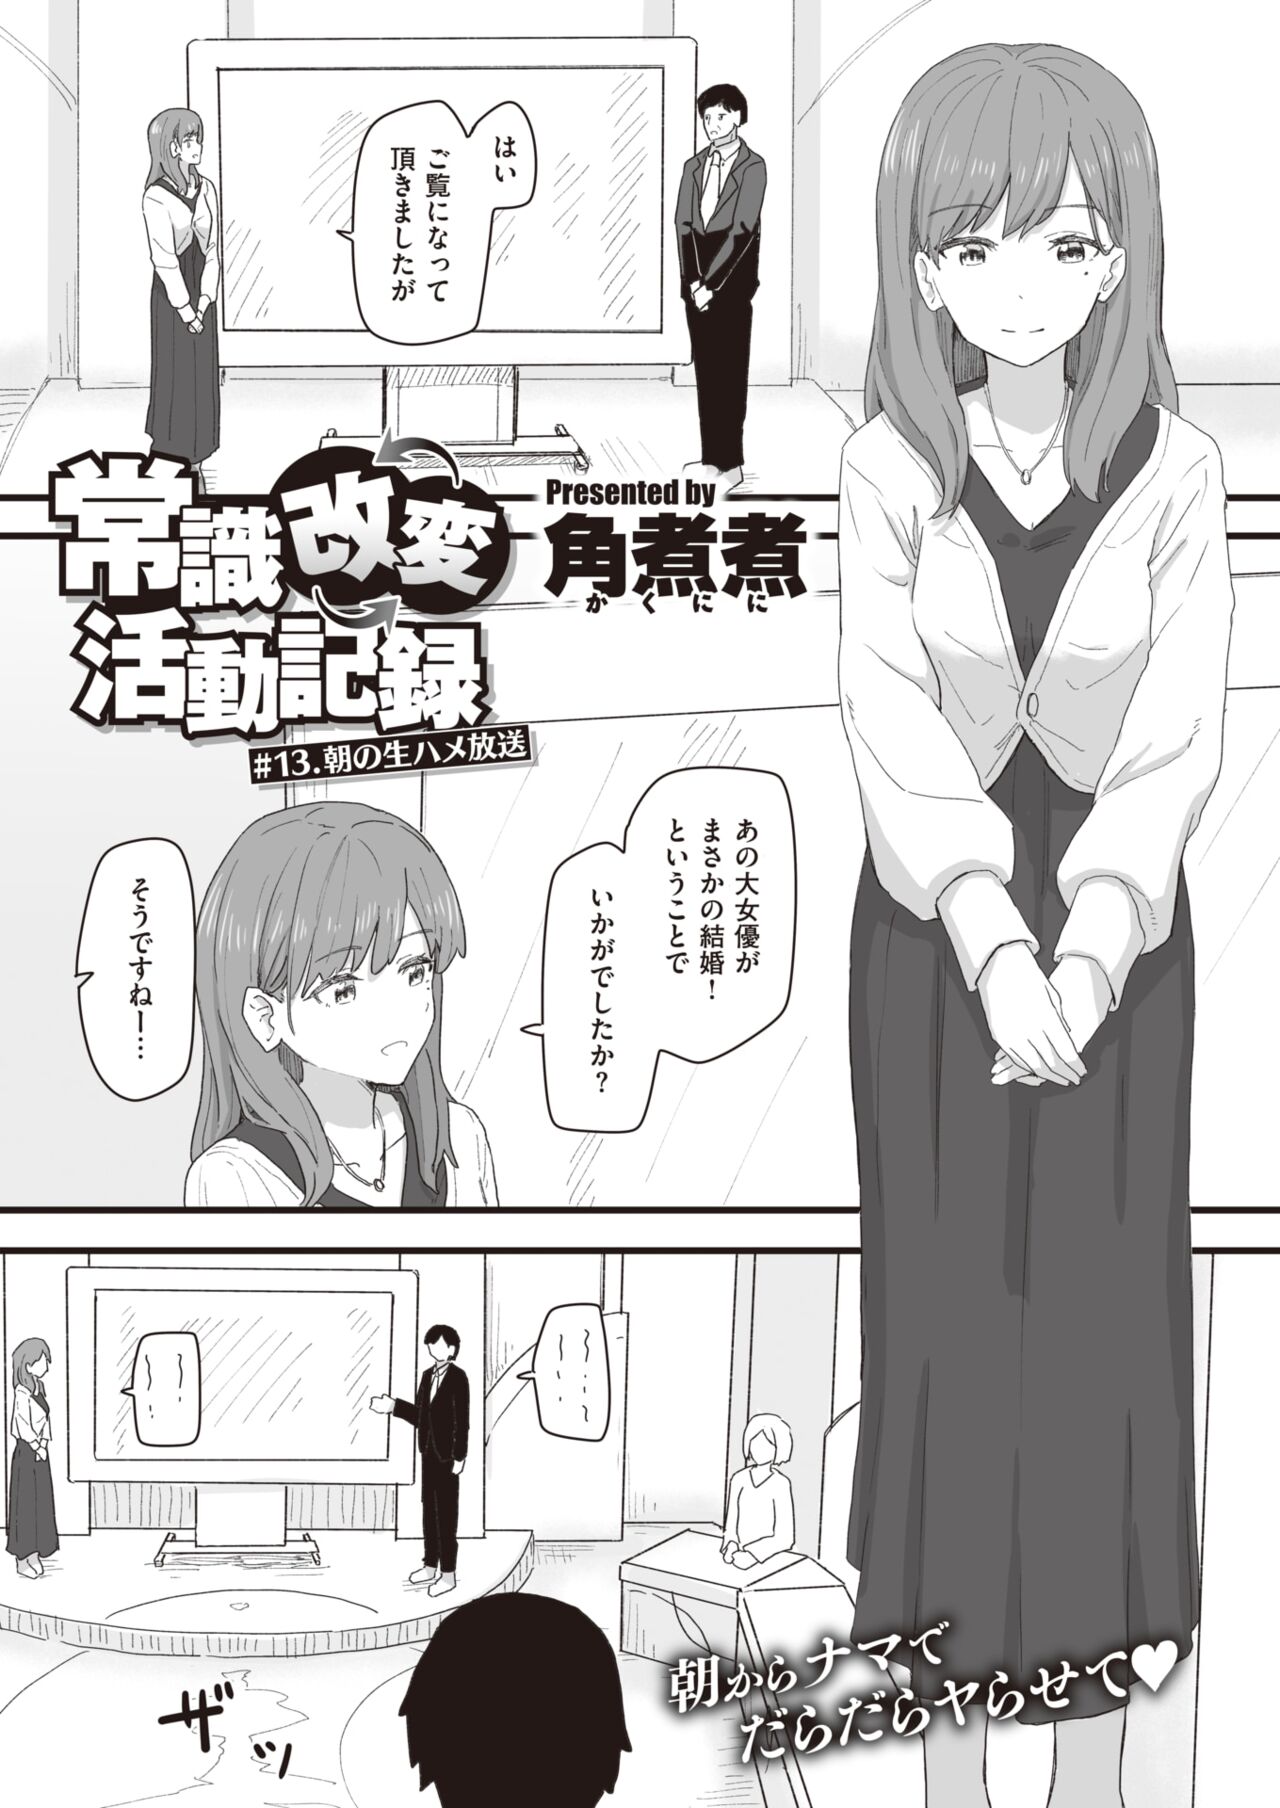 はい
ご覧になって
頂きましたが
常識改変
活動記録
#13.朝の生ハメ放送
Presented by
角煮煮
かくにに
あの大女優が
まさかの結婚！
ということで
いかがでしたか？
そうですねー…
ザッ
朝からナマで
だらだらヤらせて♥